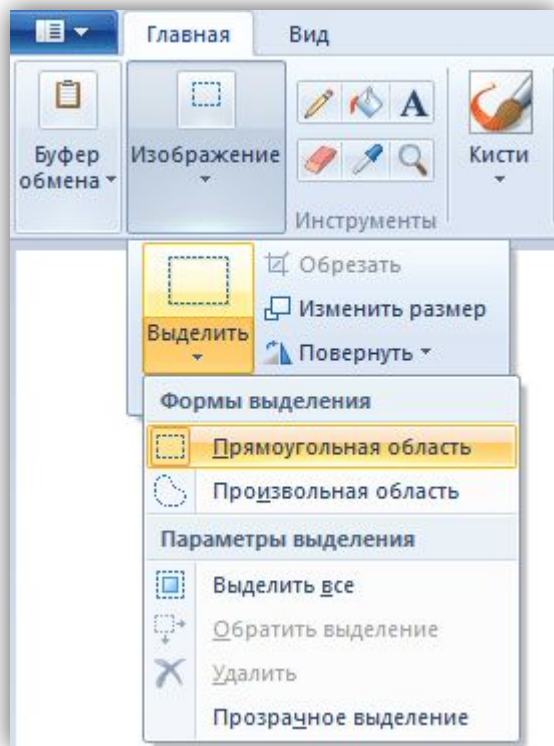 Главная Вид
Буфер обмена
Изображение
A
Кисти
Инструменты
Выделить
Обрезать
Изменить размер
Повернуть
Формы выделения
Прямоугольная область
Произвольная область
Параметры выделения
Выделить все
Обратить выделение
Удалить
Прозрачное выделение